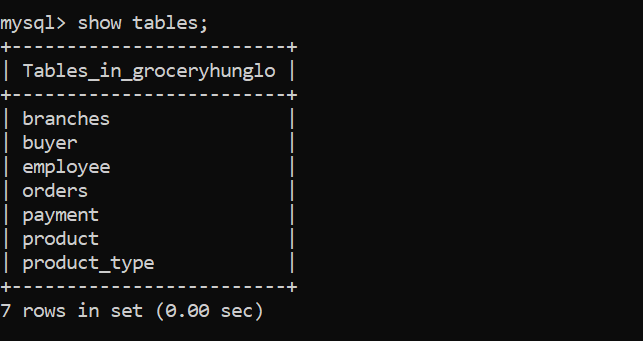 mysql> show tables;
+-------------------------+
| Tables_in_groceryhunglo |
+-------------------------+
| branches                |
| buyer                   |
| employee                |
| orders                  |
| payment                 |
| product                 |
| product_type            |
+-------------------------+
7 rows in set (0.00 sec)